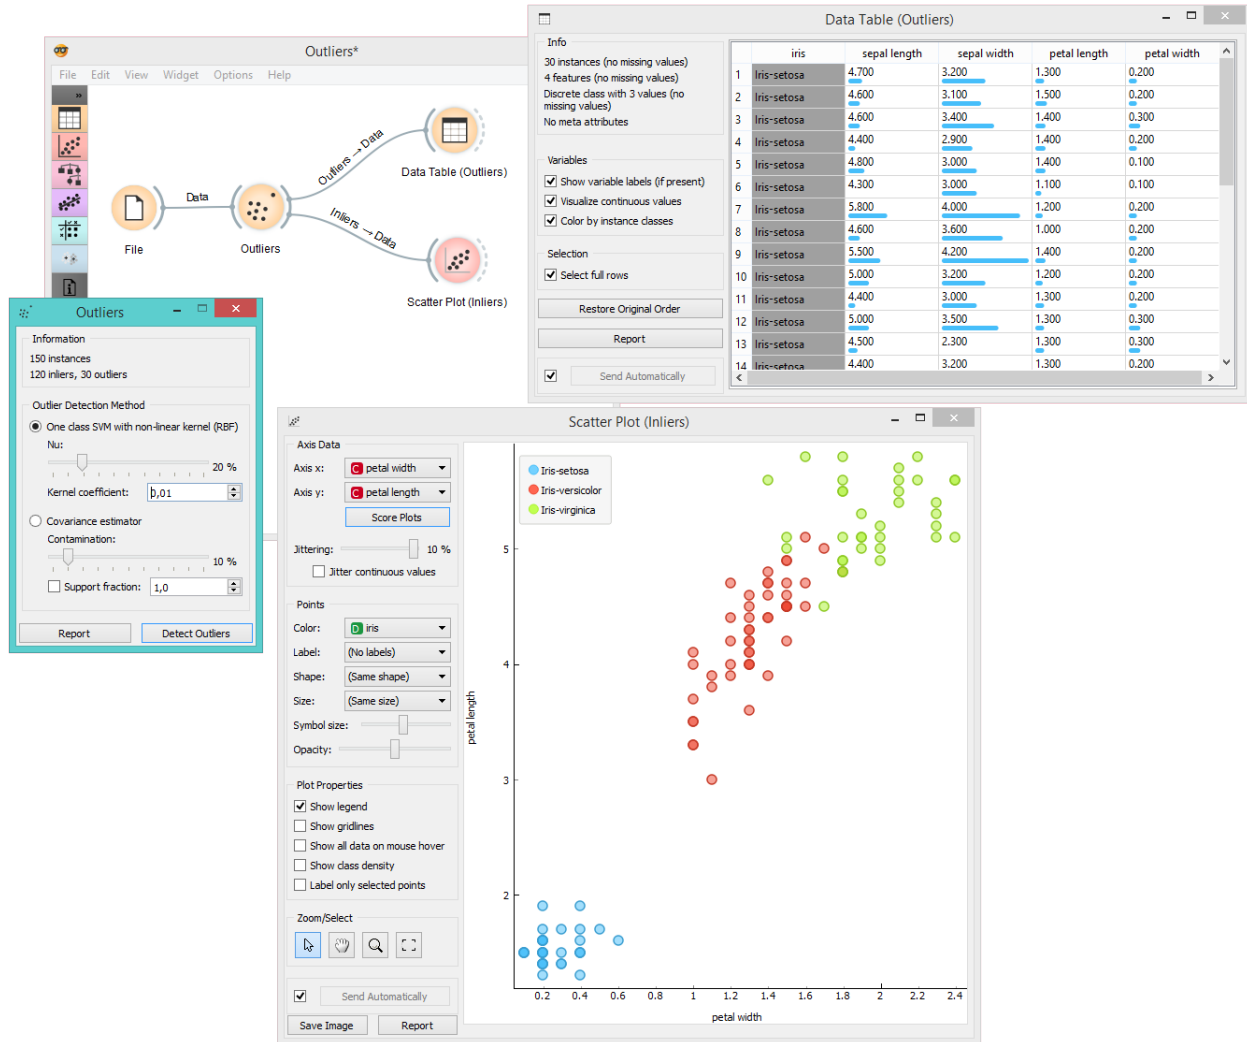 Outliers*
File Edit View Widget Options Help
»
Data
Outliers → Data
Inliers → Data
File
Outliers
Data Table (Outliers)
Scatter Plot (Inliers)
Data Table (Outliers)
Info
30 instances (no missing values)
4 features (no missing values)
Discrete class with 3 values (no
missing values)
No meta attributes
Variables
Show variable labels (if present)
Visualize continuous values
Color by instance classes
Selection
Select full rows
Restore Original Order
Report
Send Automatically
iris sepal length sepal width petal length petal width
1 Iris-setosa 4.700 3.200 1.300 0.200
2 Iris-setosa 4.600 3.100 1.500 0.200
3 Iris-setosa 4.600 3.400 1.400 0.300
4 Iris-setosa 4.400 2.900 1.400 0.200
5 Iris-setosa 4.800 3.000 1.400 0.100
6 Iris-setosa 4.300 3.000 1.100 0.100
7 Iris-setosa 5.800 4.000 1.200 0.200
8 Iris-setosa 4.600 3.600 1.000 0.200
9 Iris-setosa 5.500 4.200 1.400 0.200
10 Iris-setosa 5.000 3.200 1.200 0.200
11 Iris-setosa 4.400 3.000 1.300 0.200
12 Iris-setosa 5.000 3.500 1.300 0.300
13 Iris-setosa 4.500 2.300 1.300 0.300
14 Iris-setosa 4.400 3.200 1.300 0.200
Outliers
Information
150 instances
120 inliers, 30 outliers
Outlier Detection Method
One class SVM with non-linear kernel (RBF)
Nu:
20 %
Kernel coefficient: 0,01
Covariance estimator
Contamination:
10 %
Support fraction: 1,0
Report Detect Outliers
Scatter Plot (Inliers)
Axis Data
Axis x: C petal width
Axis y: C petal length
Score Plots
Jittering: 10 %
Jitter continuous values
Points
Color: D iris
Label: (No labels)
Shape: (Same shape)
Size: (Same size)
Symbol size:
Opacity:
Plot Properties
Show legend
Show gridlines
Show all data on mouse hover
Show class density
Label only selected points
Zoom/Select
Send Automatically
Save Image Report
Iris-setosa
Iris-versicolor
Iris-virginica
petal length
5
4
3
2
0.2 0.4 0.6 0.8 1 1.2 1.4 1.6 1.8 2 2.2 2.4
petal width